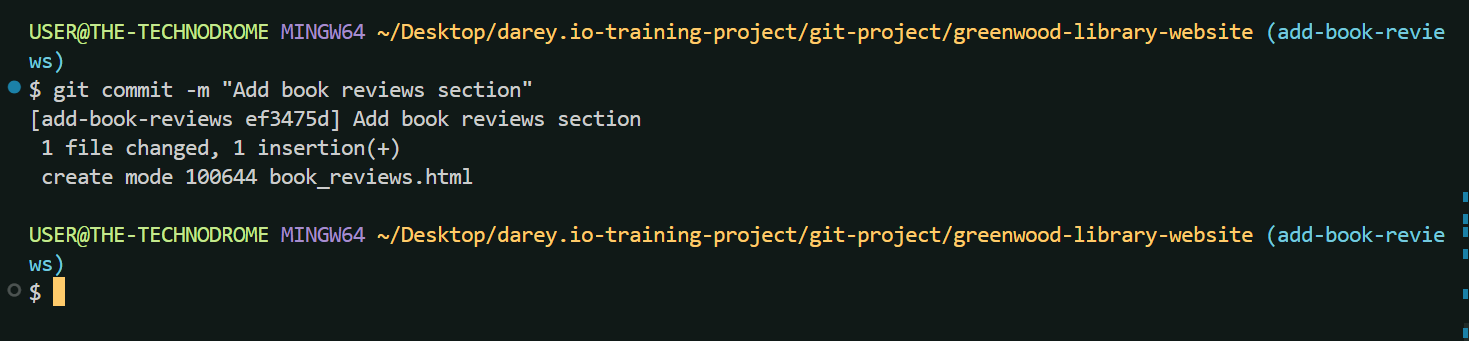 USER@THE-TECHNODROME MINGW64 ~/Desktop/darey.io-training-project/git-project/greenwood-library-website (add-book-revie
ws)
$ git commit -m "Add book reviews section"
[add-book-reviews ef3475d] Add book reviews section
 1 file changed, 1 insertion(+)
 create mode 100644 book_reviews.html
USER@THE-TECHNODROME MINGW64 ~/Desktop/darey.io-training-project/git-project/greenwood-library-website (add-book-revie
ws)
$